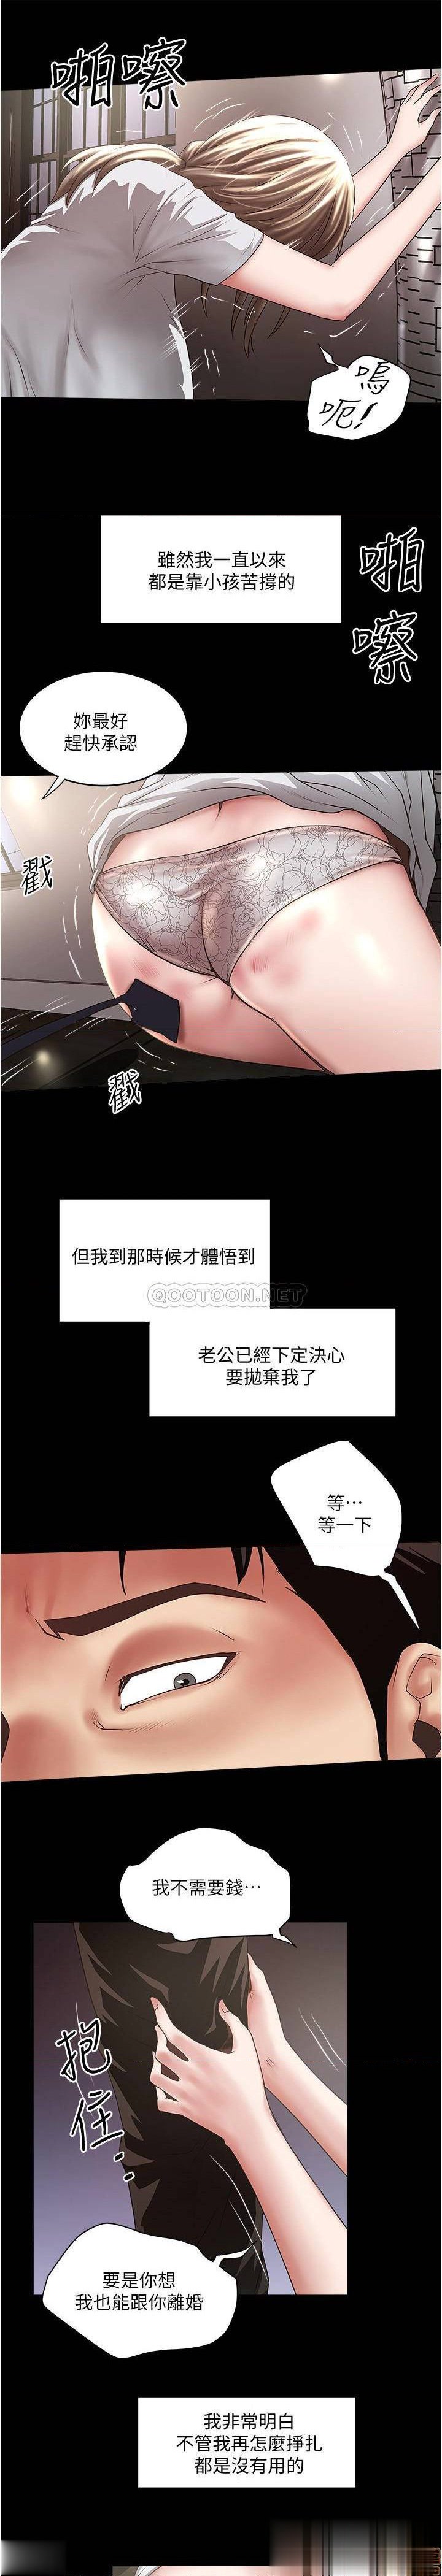 啪嚓
嗚
呃!
雖然我一直以來
都是靠小孩苦撐的
啪
嚓
妳最好
趕快承認
戳
戳
但我到那時候才體悟到
QOOTOON.NET
老公已經下定決心
要拋棄我了
等…
等一下
我不需要錢…
抱
住…
要是你想
我也能跟你離婚
我非常明白
不管我再怎麼掙扎
都是沒有用的